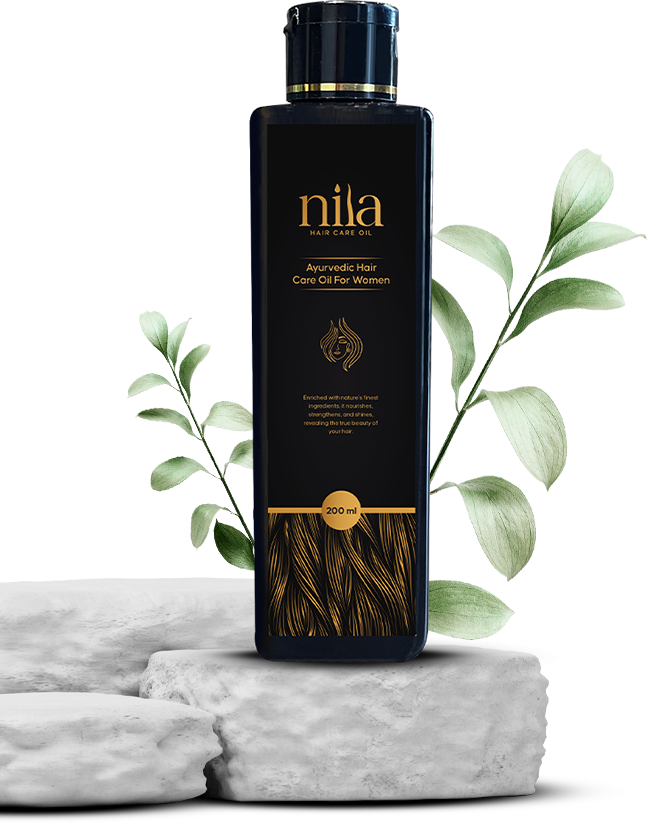 nila
HAIR CARE OIL
Ayurvedic Hair
Care Oil For Women
Enriched with nature's finest
ingredients, it nourishes,
strengthens, and shines,
revealing the true beauty of
your hair.
200 ml